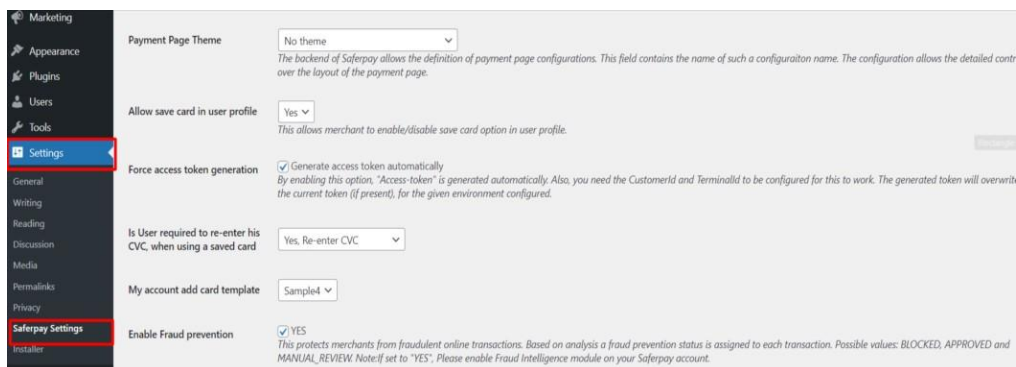 Marketing
Appearance
Plugins
Users
Tools
Settings
General
Writing
Reading
Discussion
Media
Permalinks
Privacy
Saferpay Settings
Installer
Payment Page Theme
No theme
The backend of Saferpay allows the definition of payment page configurations. This field contains the name of such a configuraiton name. The configuration allows the detailed contr
over the layout of the payment page.
Allow save card in user profile
Yes
This allows merchant to enable/disable save card option in user profile.
Force access token generation
Generate access token automatically
By enabling this option, "Access-token" is generated automatically. Also, you need the CustomerId and TerminalId to be configured for this to work. The generated token will overwrite
the current token (if present), for the given environment configured.
Is User required to re-enter his
CVC, when using a saved card
Yes, Re-enter CVC
My account add card template
Sample4
Enable Fraud prevention
YES
This protects merchants from fraudulent online transactions. Based on analysis a fraud prevention status is assigned to each transaction. Possible values: BLOCKED, APPROVED and
MANUAL_REVIEW. Note:If set to "YES", Please enable Fraud Intelligence module on your Saferpay account.